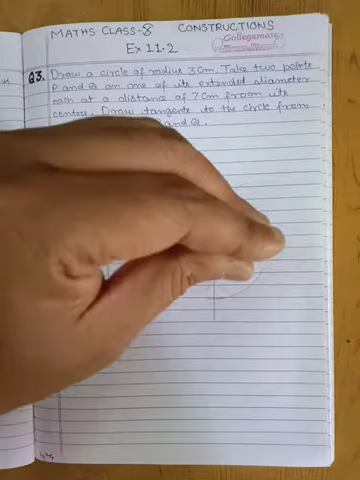 MATHS CLASS-8 CONSTRUCTIONS
Ex 11.2
Q3. Draw a circle of radius 3 Cm. Take two points
P and Q on one of its extended diameter
each at a distance of 7 Cm from its
centre. Draw tangents to the circle from
and Q.